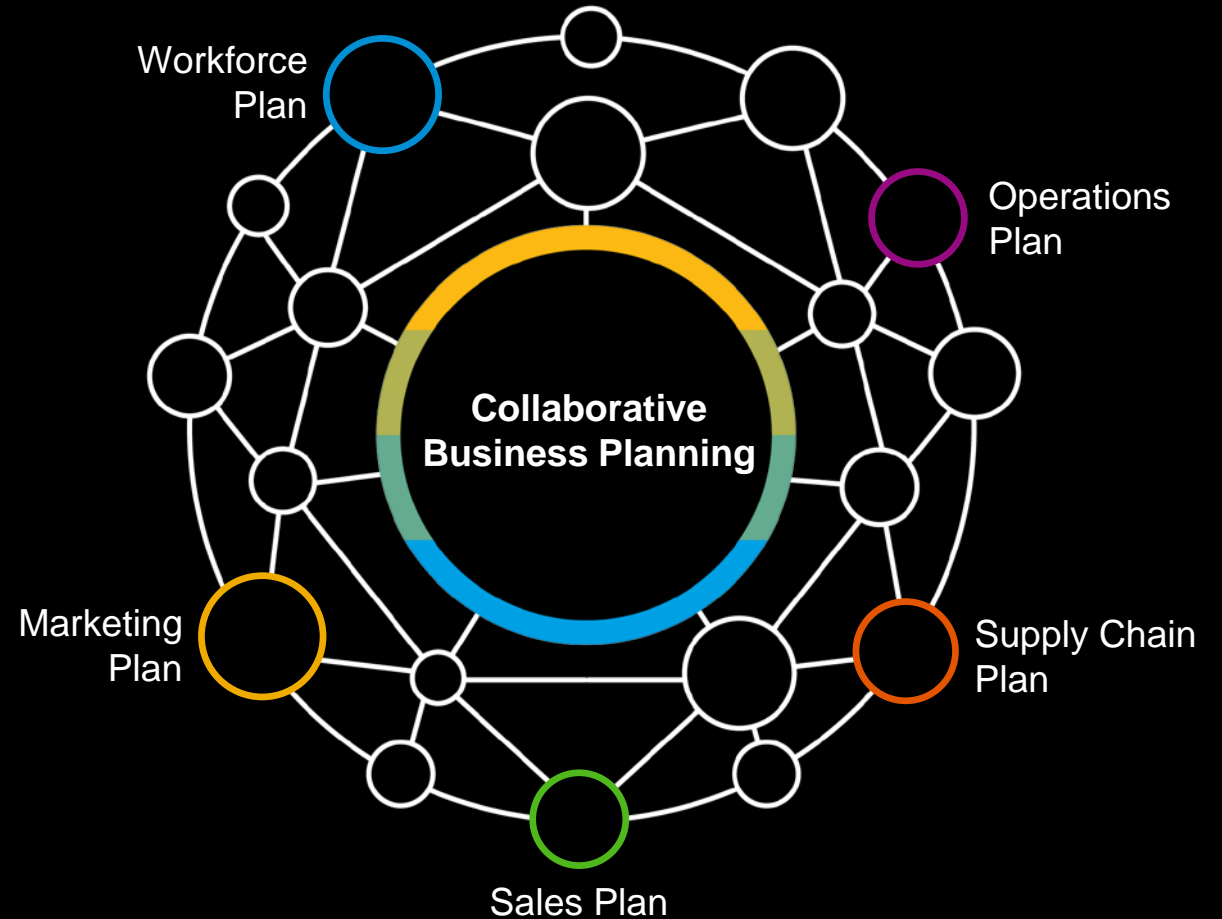 Workforce
Plan
Operations
Plan
Collaborative
Business Planning
Marketing
Plan
Supply Chain
Plan
Sales Plan